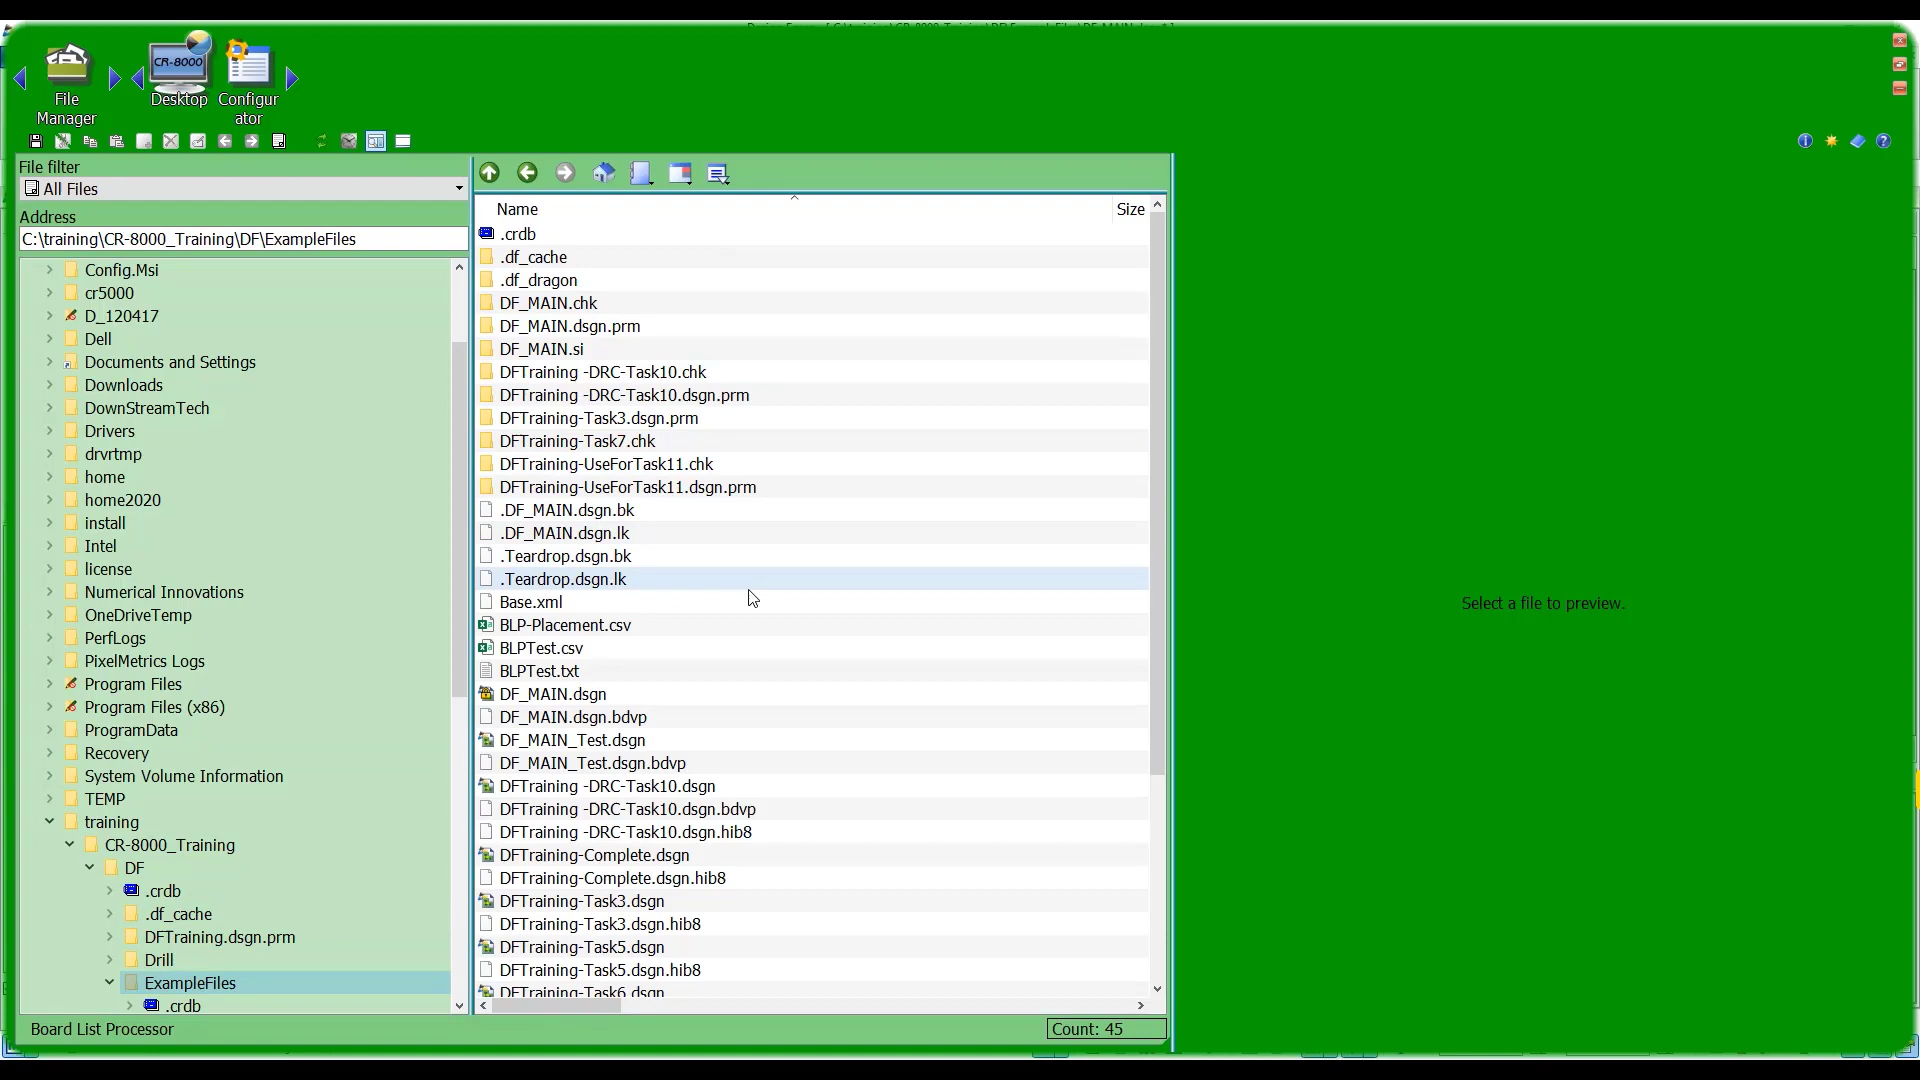 CR-8000
File Manager
Desktop
Configurator
File filter
All Files
Address
C:\training\CR-8000_Training\DF\ExampleFiles
Config.Msi
cr5000
D_120417
Dell
Documents and Settings
Downloads
DownStreamTech
Drivers
drvrtmp
home
home2020
install
Intel
license
Numerical Innovations
OneDriveTemp
PerfLogs
PixelMetrics Logs
Program Files
Program Files (x86)
ProgramData
Recovery
System Volume Information
TEMP
training
CR-8000_Training
DF
.crdb
.df_cache
DFTraining.dsgn.prm
Drill
ExampleFiles
.crdb
Name Size
.crdb
.df_cache
.df_dragon
DF_MAIN.chk
DF_MAIN.dsgn.prm
DF_MAIN.si
DFTraining -DRC-Task10.chk
DFTraining -DRC-Task10.dsgn.prm
DFTraining-Task3.dsgn.prm
DFTraining-Task7.chk
DFTraining-UseForTask11.chk
DFTraining-UseForTask11.dsgn.prm
.DF_MAIN.dsgn.bk
.DF_MAIN.dsgn.lk
.Teardrop.dsgn.bk
.Teardrop.dsgn.lk
Base.xml
BLP-Placement.csv
BLPTest.csv
BLPTest.txt
DF_MAIN.dsgn
DF_MAIN.dsgn.bdvp
DF_MAIN_Test.dsgn
DF_MAIN_Test.dsgn.bdvp
DFTraining -DRC-Task10.dsgn
DFTraining -DRC-Task10.dsgn.bdvp
DFTraining -DRC-Task10.dsgn.hib8
DFTraining-Complete.dsgn
DFTraining-Complete.dsgn.hib8
DFTraining-Task3.dsgn
DFTraining-Task3.dsgn.hib8
DFTraining-Task5.dsgn
DFTraining-Task5.dsgn.hib8
DFTraining-Task6.dsgn
Select a file to preview.
Board List Processor
Count: 45